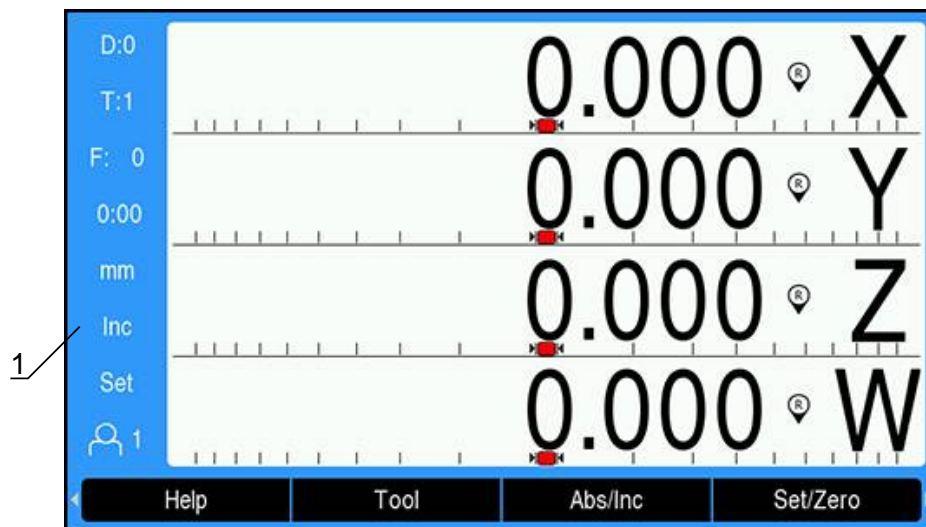 D:0
T:1
F: 0
0:00
mm
Inc
Set
1
1
0.000 R X
0.000 R Y
0.000 R Z
0.000 R W
Help Tool Abs/Inc Set/Zero